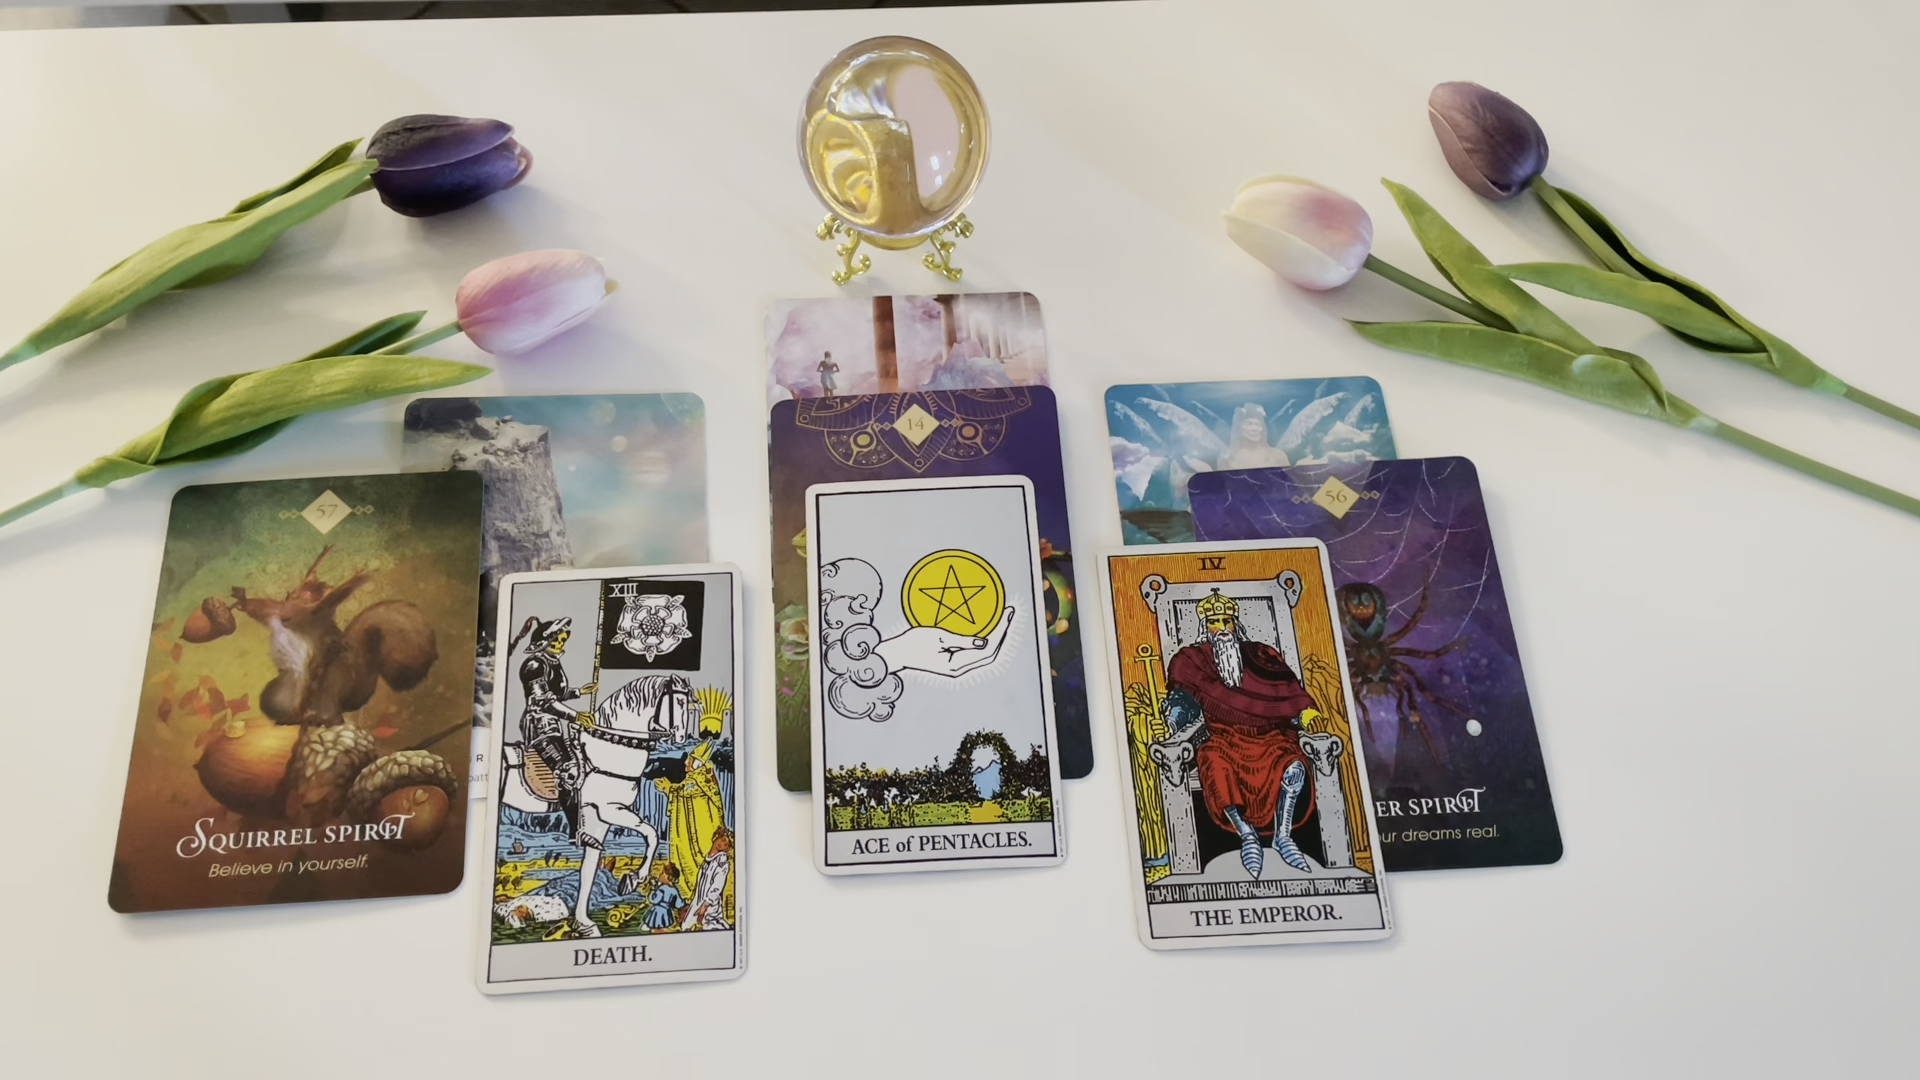 57
SQUIRREL SPIRIT
Believe in yourself.
XIII
DEATH.
14
ACE of PENTACLES.
IV
THE EMPEROR.
56
ER SPIRIT
ur dreams real.